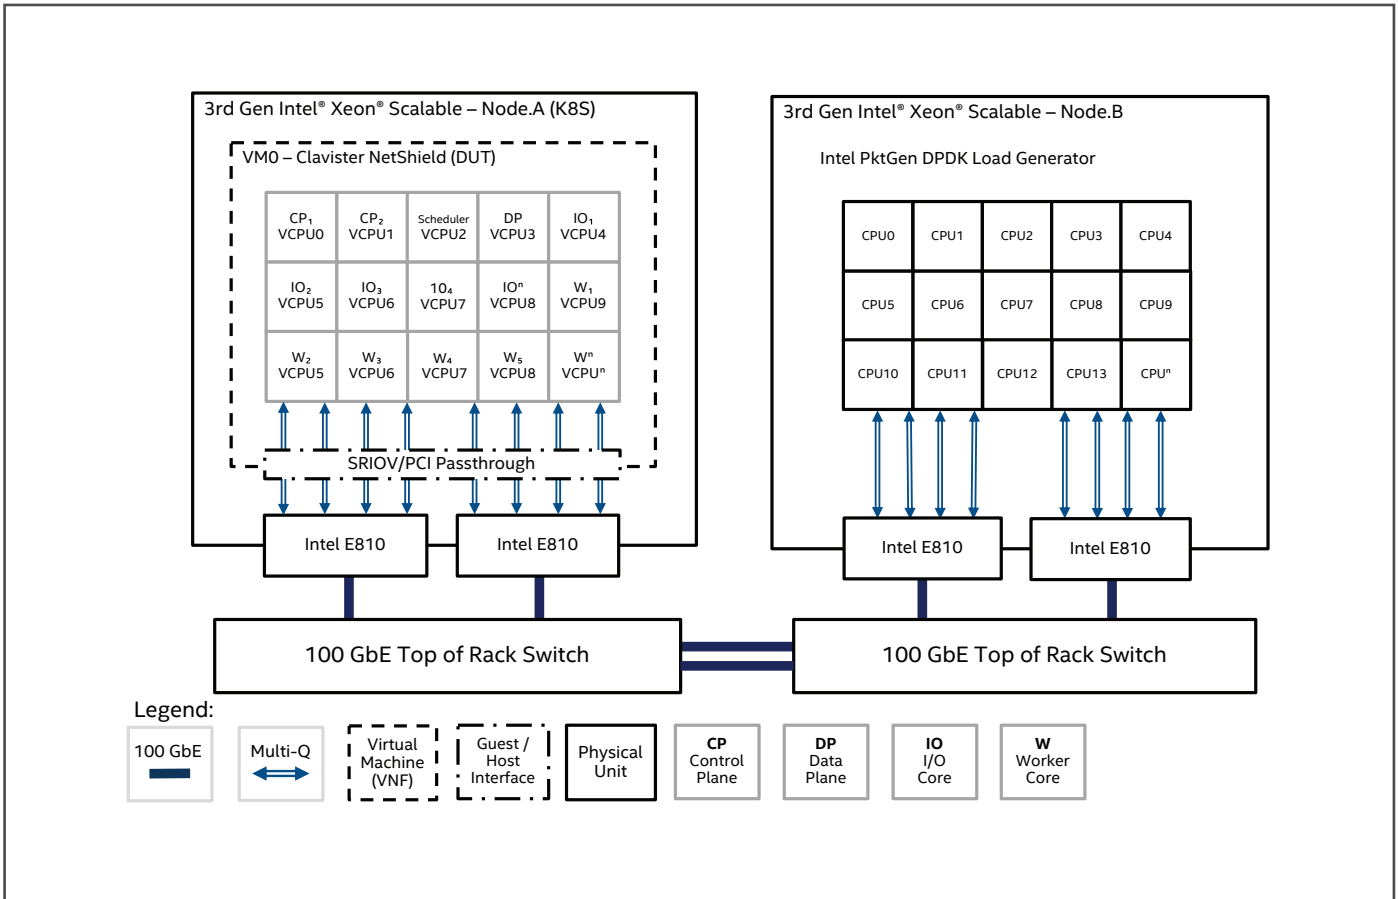 3rd Gen Intel® Xeon® Scalable – Node.A (K8S)
VM0 – Clavister NetShield (DUT)
CP₁
VCPU0
CP₂
VCPU1
Scheduler
VCPU2
DP
VCPU3
IO₁
VCPU4
IO₂
VCPU5
IO₃
VCPU6
10₄
VCPU7
IOⁿ
VCPU8
W₁
VCPU9
W₂
VCPU5
W₃
VCPU6
W₄
VCPU7
W₅
VCPU8
Wⁿ
VCPUⁿ
SRIOV/PCI Passthrough
Intel E810
Intel E810
3rd Gen Intel® Xeon® Scalable – Node.B
Intel PktGen DPDK Load Generator
CPU0
CPU1
CPU2
CPU3
CPU4
CPU5
CPU6
CPU7
CPU8
CPU9
CPU10
CPU11
CPU12
CPU13
CPUⁿ
Intel E810
Intel E810
100 GbE Top of Rack Switch
100 GbE Top of Rack Switch
Legend:
100 GbE
Multi-Q
Virtual
Machine
(VNF)
Guest /
Host
Interface
Physical
Unit
CP
Control
Plane
DP
Data
Plane
IO
I/O
Core
W
Worker
Core